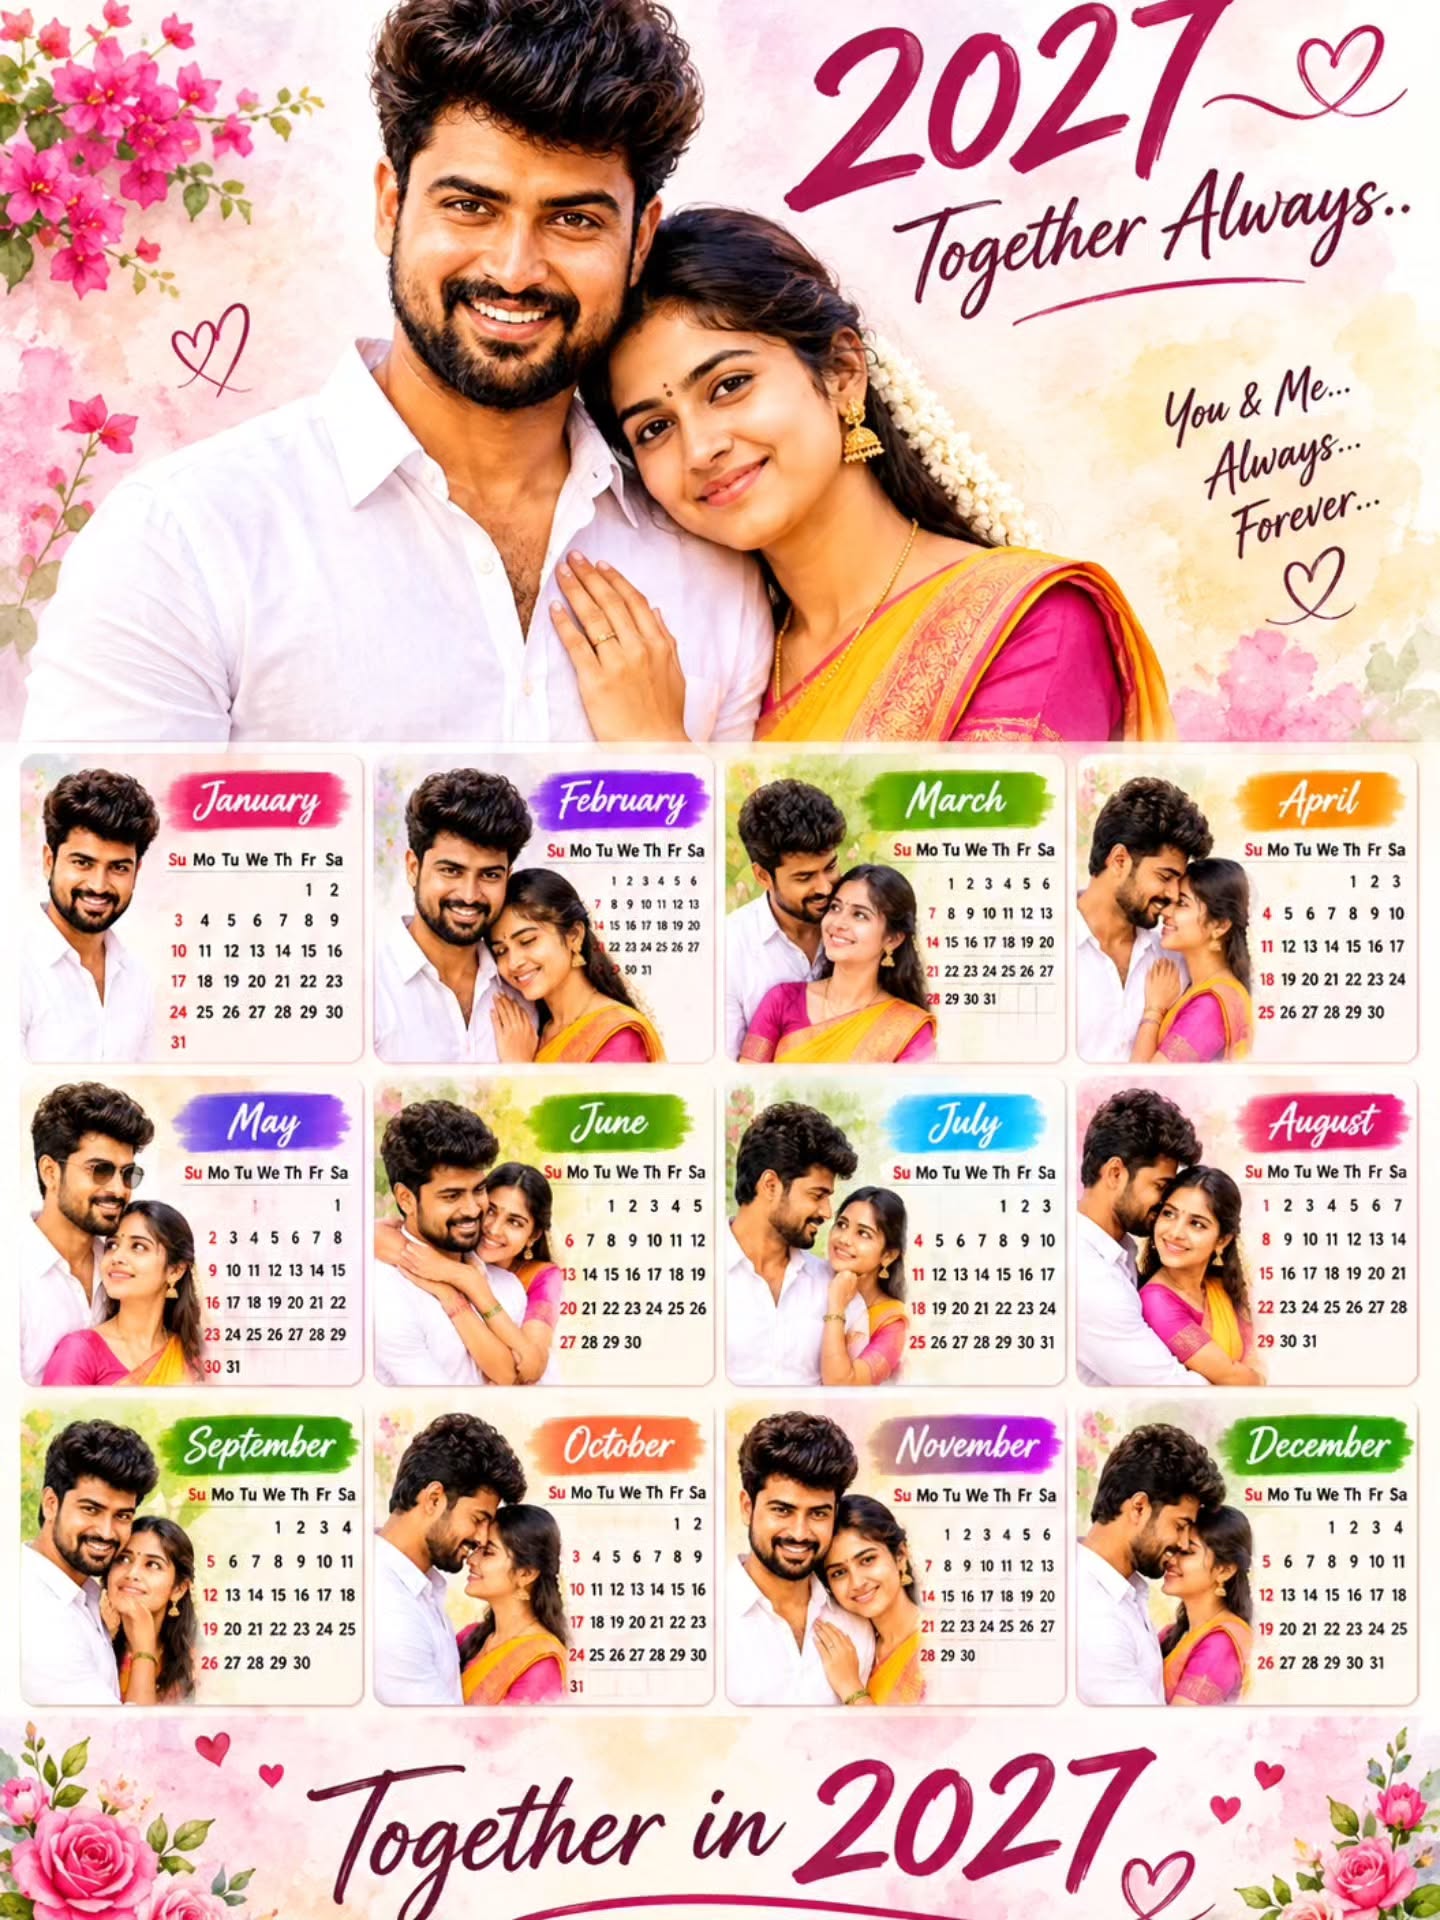 2027
Together Always..
You & Me...
Always...
Forever...
January
Su Mo Tu We Th Fr Sa
1 2
3 4 5 6 7 8 9
10 11 12 13 14 15 16
17 18 19 20 21 22 23
24 25 26 27 28 29 30
31
February
Su Mo Tu We Th Fr Sa
1 2 3 4 5 6
7 8 9 10 11 12 13
14 15 16 17 18 19 20
22 23 24 25 26 27
50 31
March
Su Mo Tu We Th Fr Sa
1 2 3 4 5 6
7 8 9 10 11 12 13
14 15 16 17 18 19 20
21 22 23 24 25 26 27
28 29 30 31
April
Su Mo Tu We Th Fr Sa
1 2 3
4 5 6 7 8 9 10
11 12 13 14 15 16 17
18 19 20 21 22 23 24
25 26 27 28 29 30
May
Su Mo Tu We Th Fr Sa
1
2 3 4 5 6 7 8
9 10 11 12 13 14 15
16 17 18 19 20 21 22
23 24 25 26 27 28 29
30 31
June
Su Mo Tu We Th Fr Sa
1 2 3 4 5
6 7 8 9 10 11 12
13 14 15 16 17 18 19
20 21 22 23 24 25 26
27 28 29 30
July
Su Mo Tu We Th Fr Sa
1 2 3
4 5 6 7 8 9 10
11 12 13 14 15 16 17
18 19 20 21 22 23 24
25 26 27 28 29 30 31
August
Su Mo Tu We Th Fr Sa
1 2 3 4 5 6 7
8 9 10 11 12 13 14
15 16 17 18 19 20 21
22 23 24 25 26 27 28
29 30 31
September
Su Mo Tu We Th Fr Sa
1 2 3 4
5 6 7 8 9 10 11
12 13 14 15 16 17 18
19 20 21 22 23 24 25
26 27 28 29 30
October
Su Mo Tu We Th Fr Sa
1 2
3 4 5 6 7 8 9
10 11 12 13 14 15 16
17 18 19 20 21 22 23
24 25 26 27 28 29 30
31
November
Su Mo Tu We Th Fr Sa
1 2 3 4 5 6
7 8 9 10 11 12 13
14 15 16 17 18 19 20
21 22 23 24 25 26 27
28 29 30
December
Su Mo Tu We Th Fr Sa
1 2 3 4
5 6 7 8 9 10 11
12 13 14 15 16 17 18
19 20 21 22 23 24 25
26 27 28 29 30 31
Together in 2027